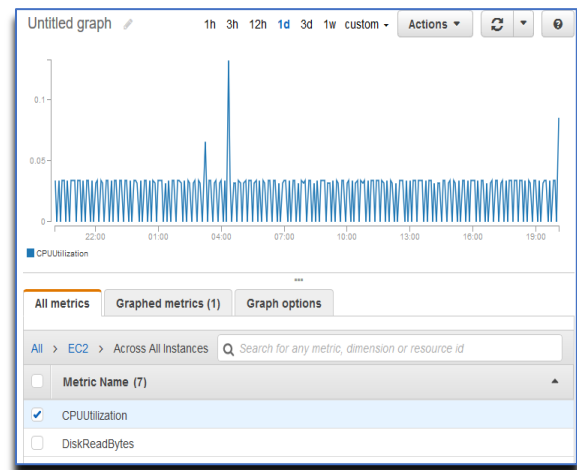 Untitled graph 1h 3h 12h 1d 3d 1w custom Actions
0.1
0.05
0
22:00 01:00 04:00 07:00 10:00 13:00 16:00 19:00
CPUUtilization
All metrics Graphed metrics (1) Graph options
All > EC2 > Across All Instances Search for any metric, dimension or resource id
Metric Name (7)
CPUUtilization
DiskReadBytes